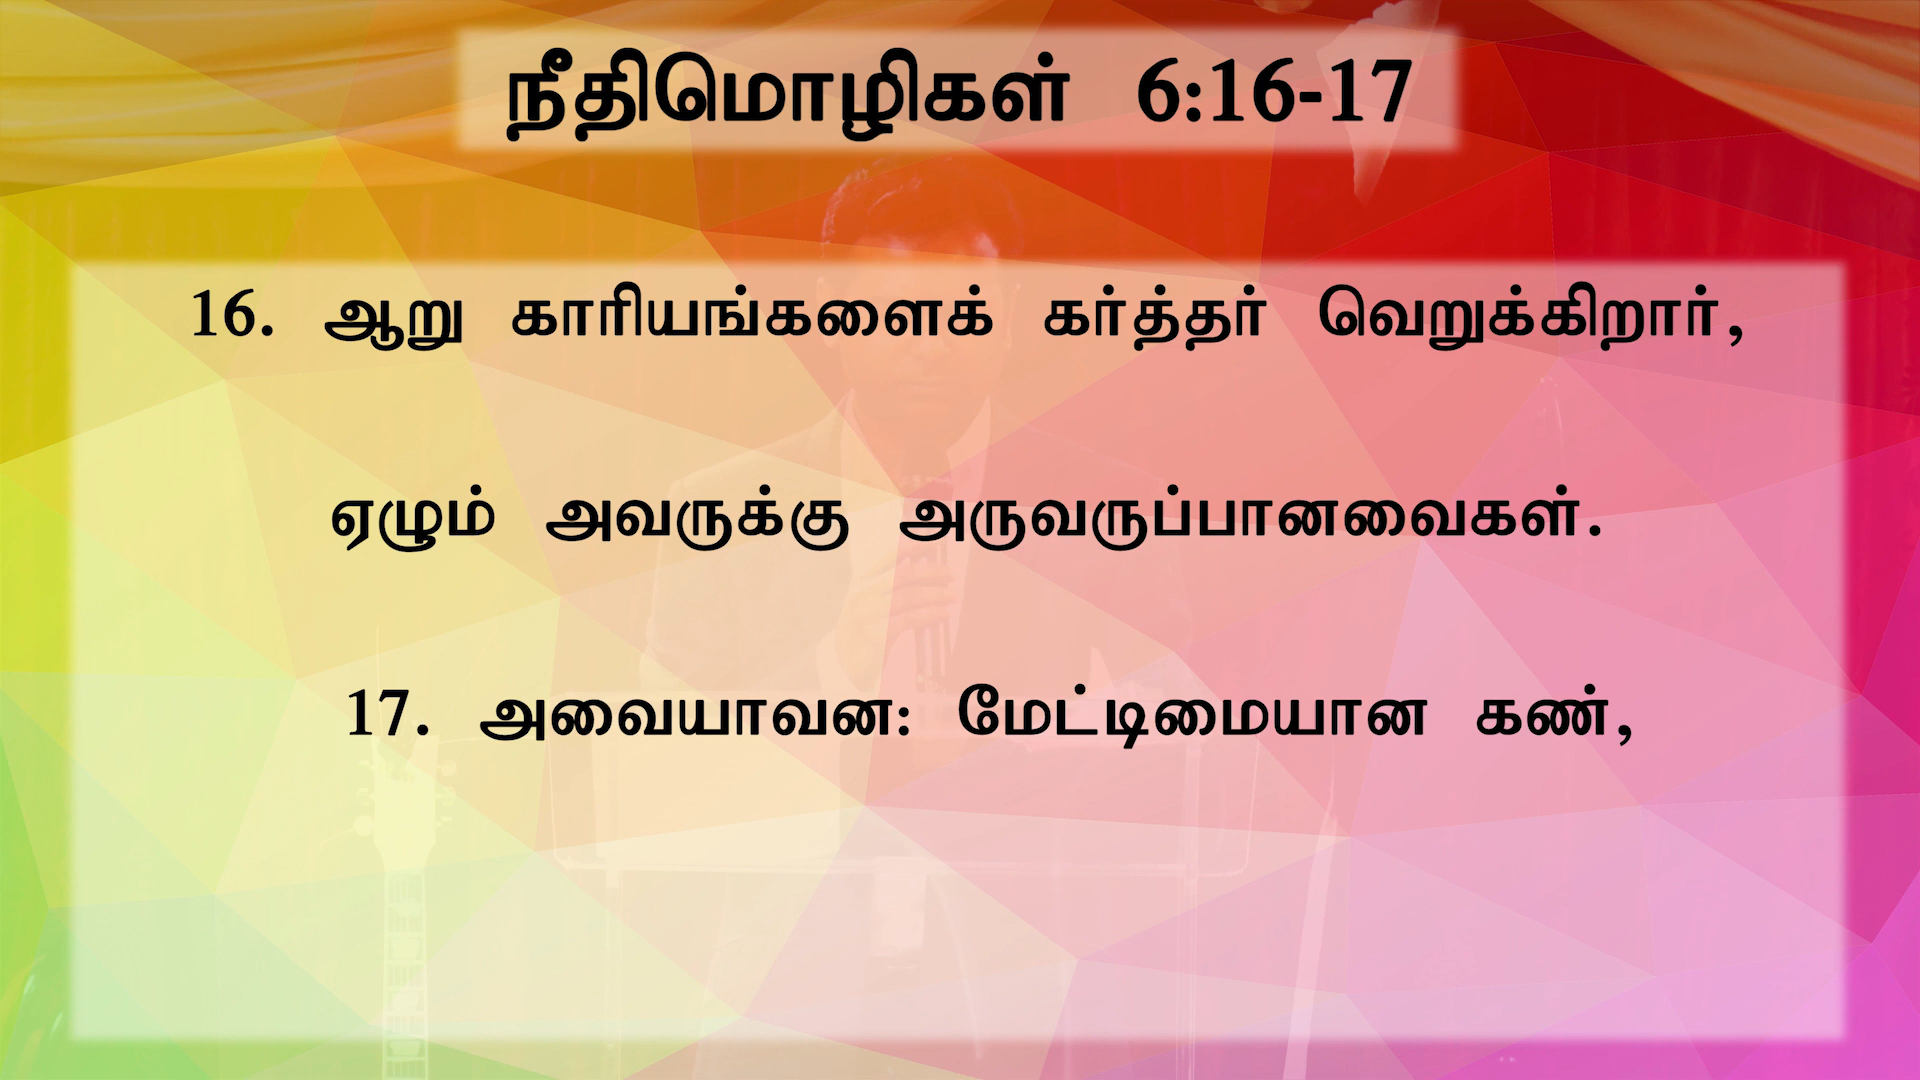 நீதிமொழிகள் 6:16-17
16. ஆறு காரியங்களைக் கர்த்தர் வெறுக்கிறார்,
ஏழும் அவருக்கு அருவருப்பானவைகள்.
17. அவையாவன: மேட்டிமையான கண்,